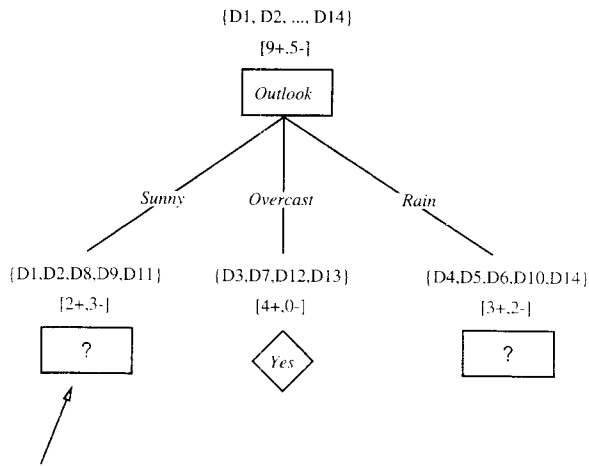 {D1, D2, ..., D14}
[9+,5-]
Outlook
Sunny Overcast Rain
{D1,D2,D8,D9,D11} {D3,D7,D12,D13} {D4,D5,D6,D10,D14}
[2+,3-] [4+,0-] [3+,2-]
? Yes ?